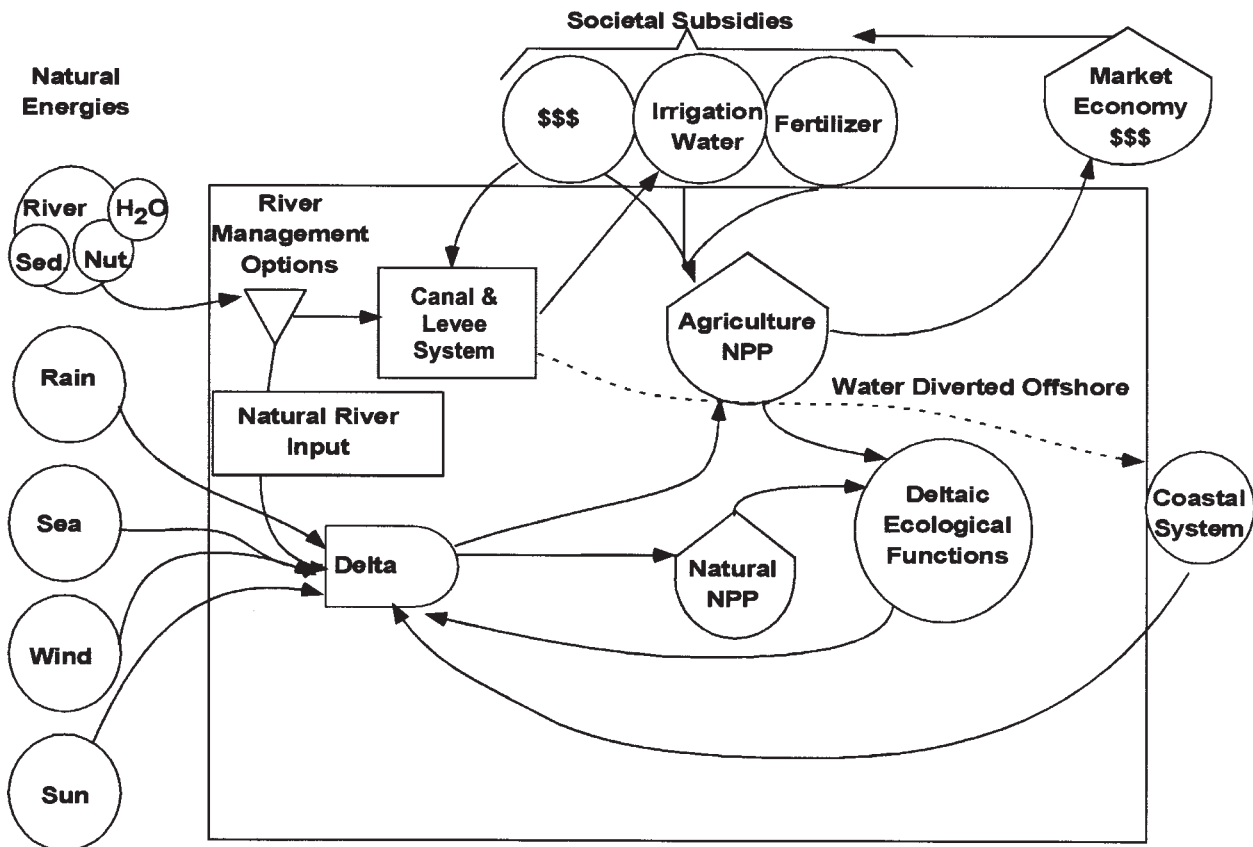 Societal Subsidies
Natural
Energies
$$$
Irrigation
Water
Fertilizer
Market
Economy
$$$
River
H2O
Sed.
Nut.
River
Management
Options
Canal &
Levee
System
Agriculture
NPP
Rain
Natural River
Input
Water Diverted Offshore
Sea
Delta
Natural
NPP
Deltaic
Ecological
Functions
Coastal
System
Wind
Sun